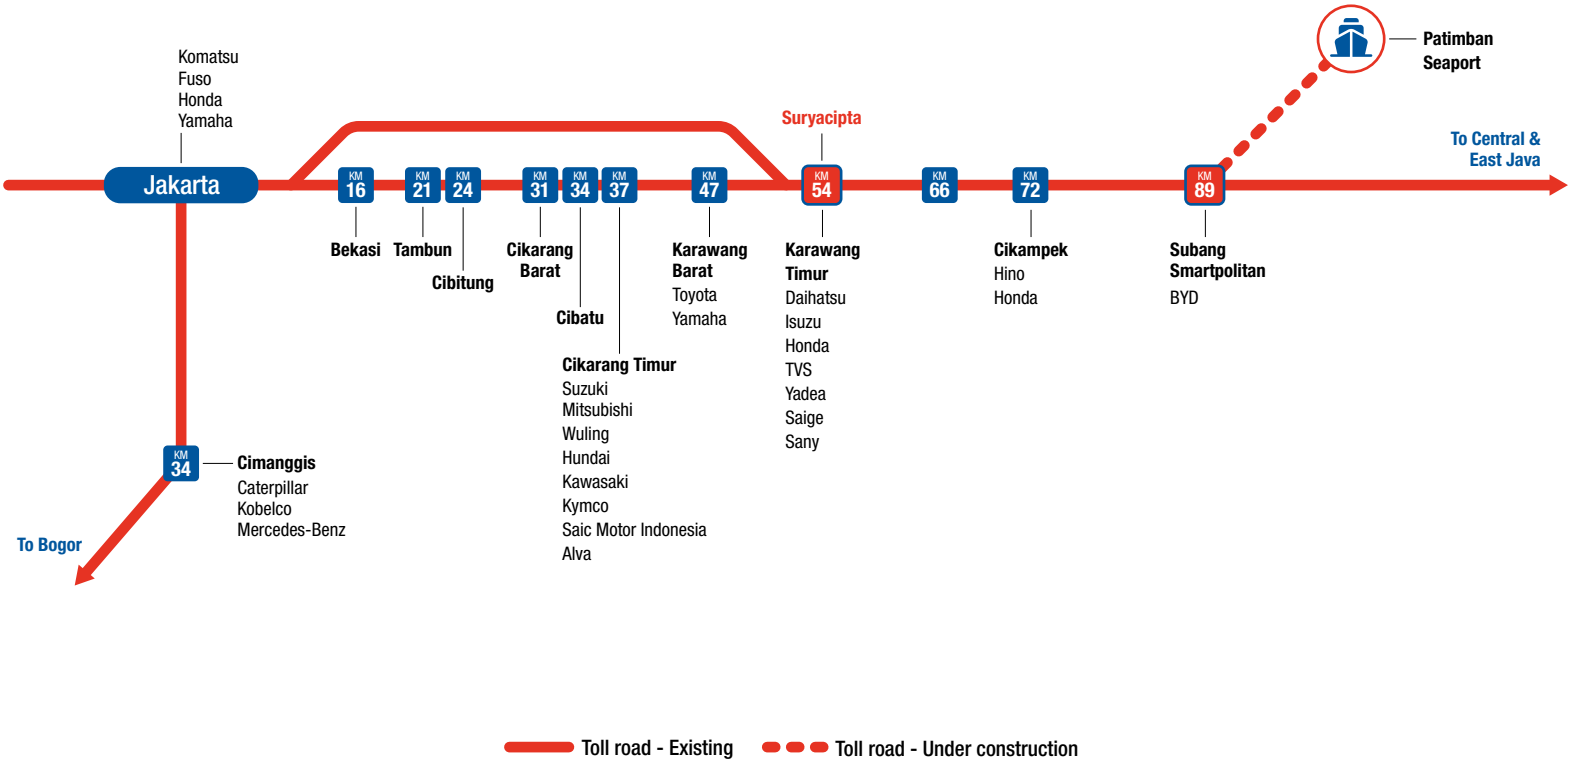 Komatsu
Fuso
Honda
Yamaha
Jakarta
Suryacipta
Patimban
Seaport
To Central &
East Java
KM
16
KM
21
KM
24
KM
31
KM
34
KM
37
KM
47
KM
54
KM
66
KM
72
KM
89
Bekasi
Tambun
Cibitung
Cikarang
Barat
Cibatu
Cikarang Timur
Suzuki
Mitsubishi
Wuling
Hundai
Kawasaki
Kymco
Saic Motor Indonesia
Alva
Karawang
Barat
Toyota
Yamaha
Karawang
Timur
Daihatsu
Isuzu
Honda
TVS
Yadea
Saige
Sany
Cikampek
Hino
Honda
Subang
Smartpolitan
BYD
KM
34
Cimanggis
Caterpillar
Kobelco
Mercedes-Benz
To Bogor
Toll road - Existing
Toll road - Under construction